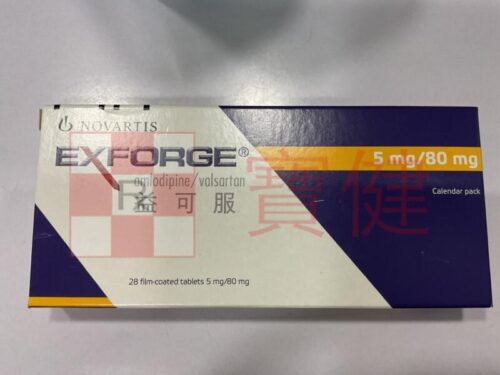 NOVARTIS
EXFORGE®
5 mg/80 mg
amlodipine/valsartan
Calendar pack
益可服
寶健
28 film-coated tablets 5 mg/80 mg